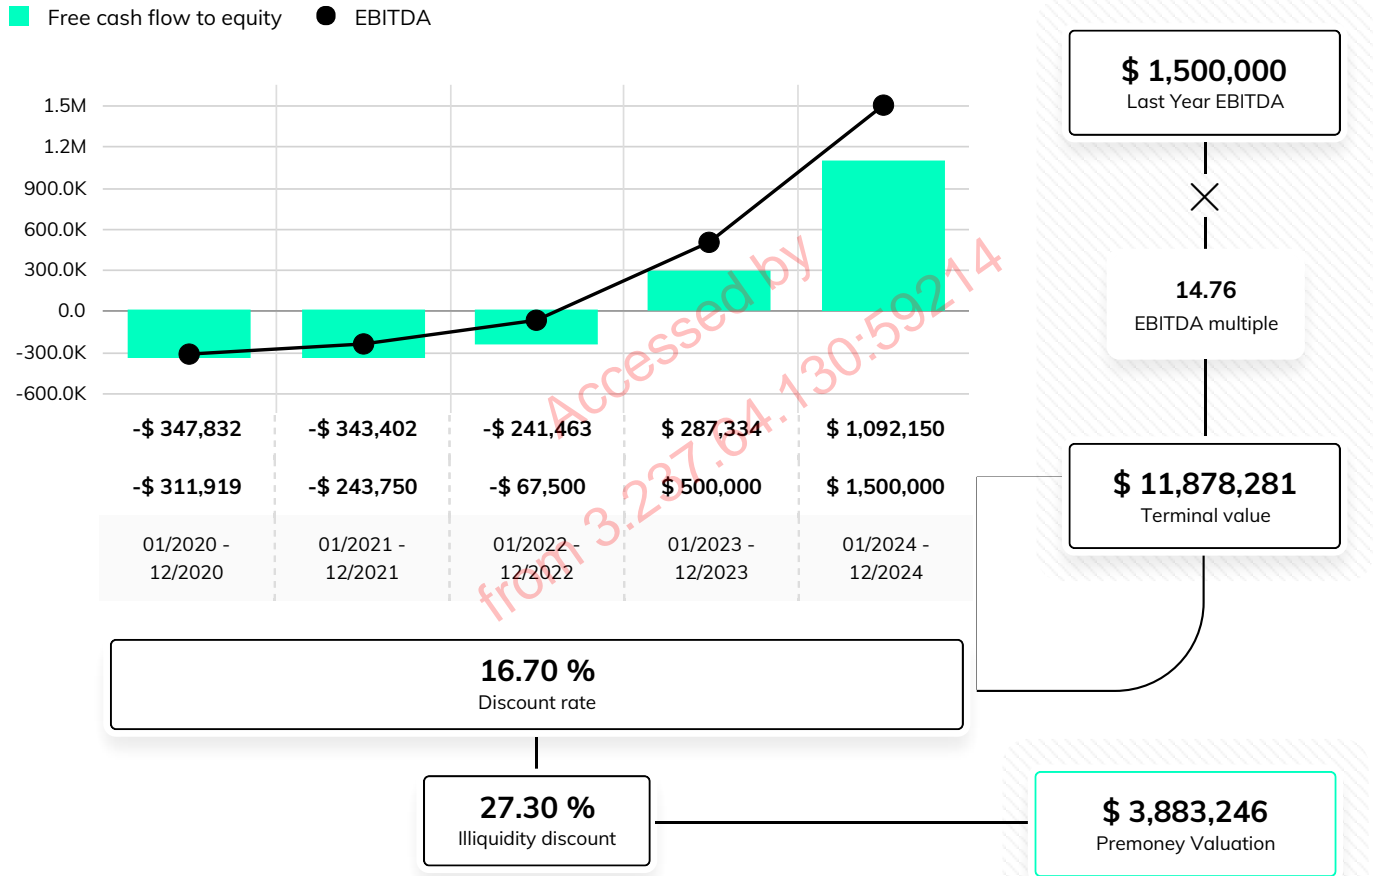 Free cash flow to equity
EBITDA
1.5M
1.2M
900.0K
600.0K
300.0K
0.0
-300.0K
-600.0K
-$ 347,832
-$ 343,402
-$ 241,463
$ 287,334
$ 1,092,150
-$ 311,919
-$ 243,750
-$ 67,500
$ 500,000
$ 1,500,000
01/2020 -
12/2020
01/2021 -
12/2021
01/2022 -
12/2022
01/2023 -
12/2023
01/2024 -
12/2024
$ 1,500,000
Last Year EBITDA
14.76
EBITDA multiple
$ 11,878,281
Terminal value
16.70 %
Discount rate
27.30 %
Illiquidity discount
$ 3,883,246
Premoney Valuation
Accessed by
from 3.237.64.130:59214